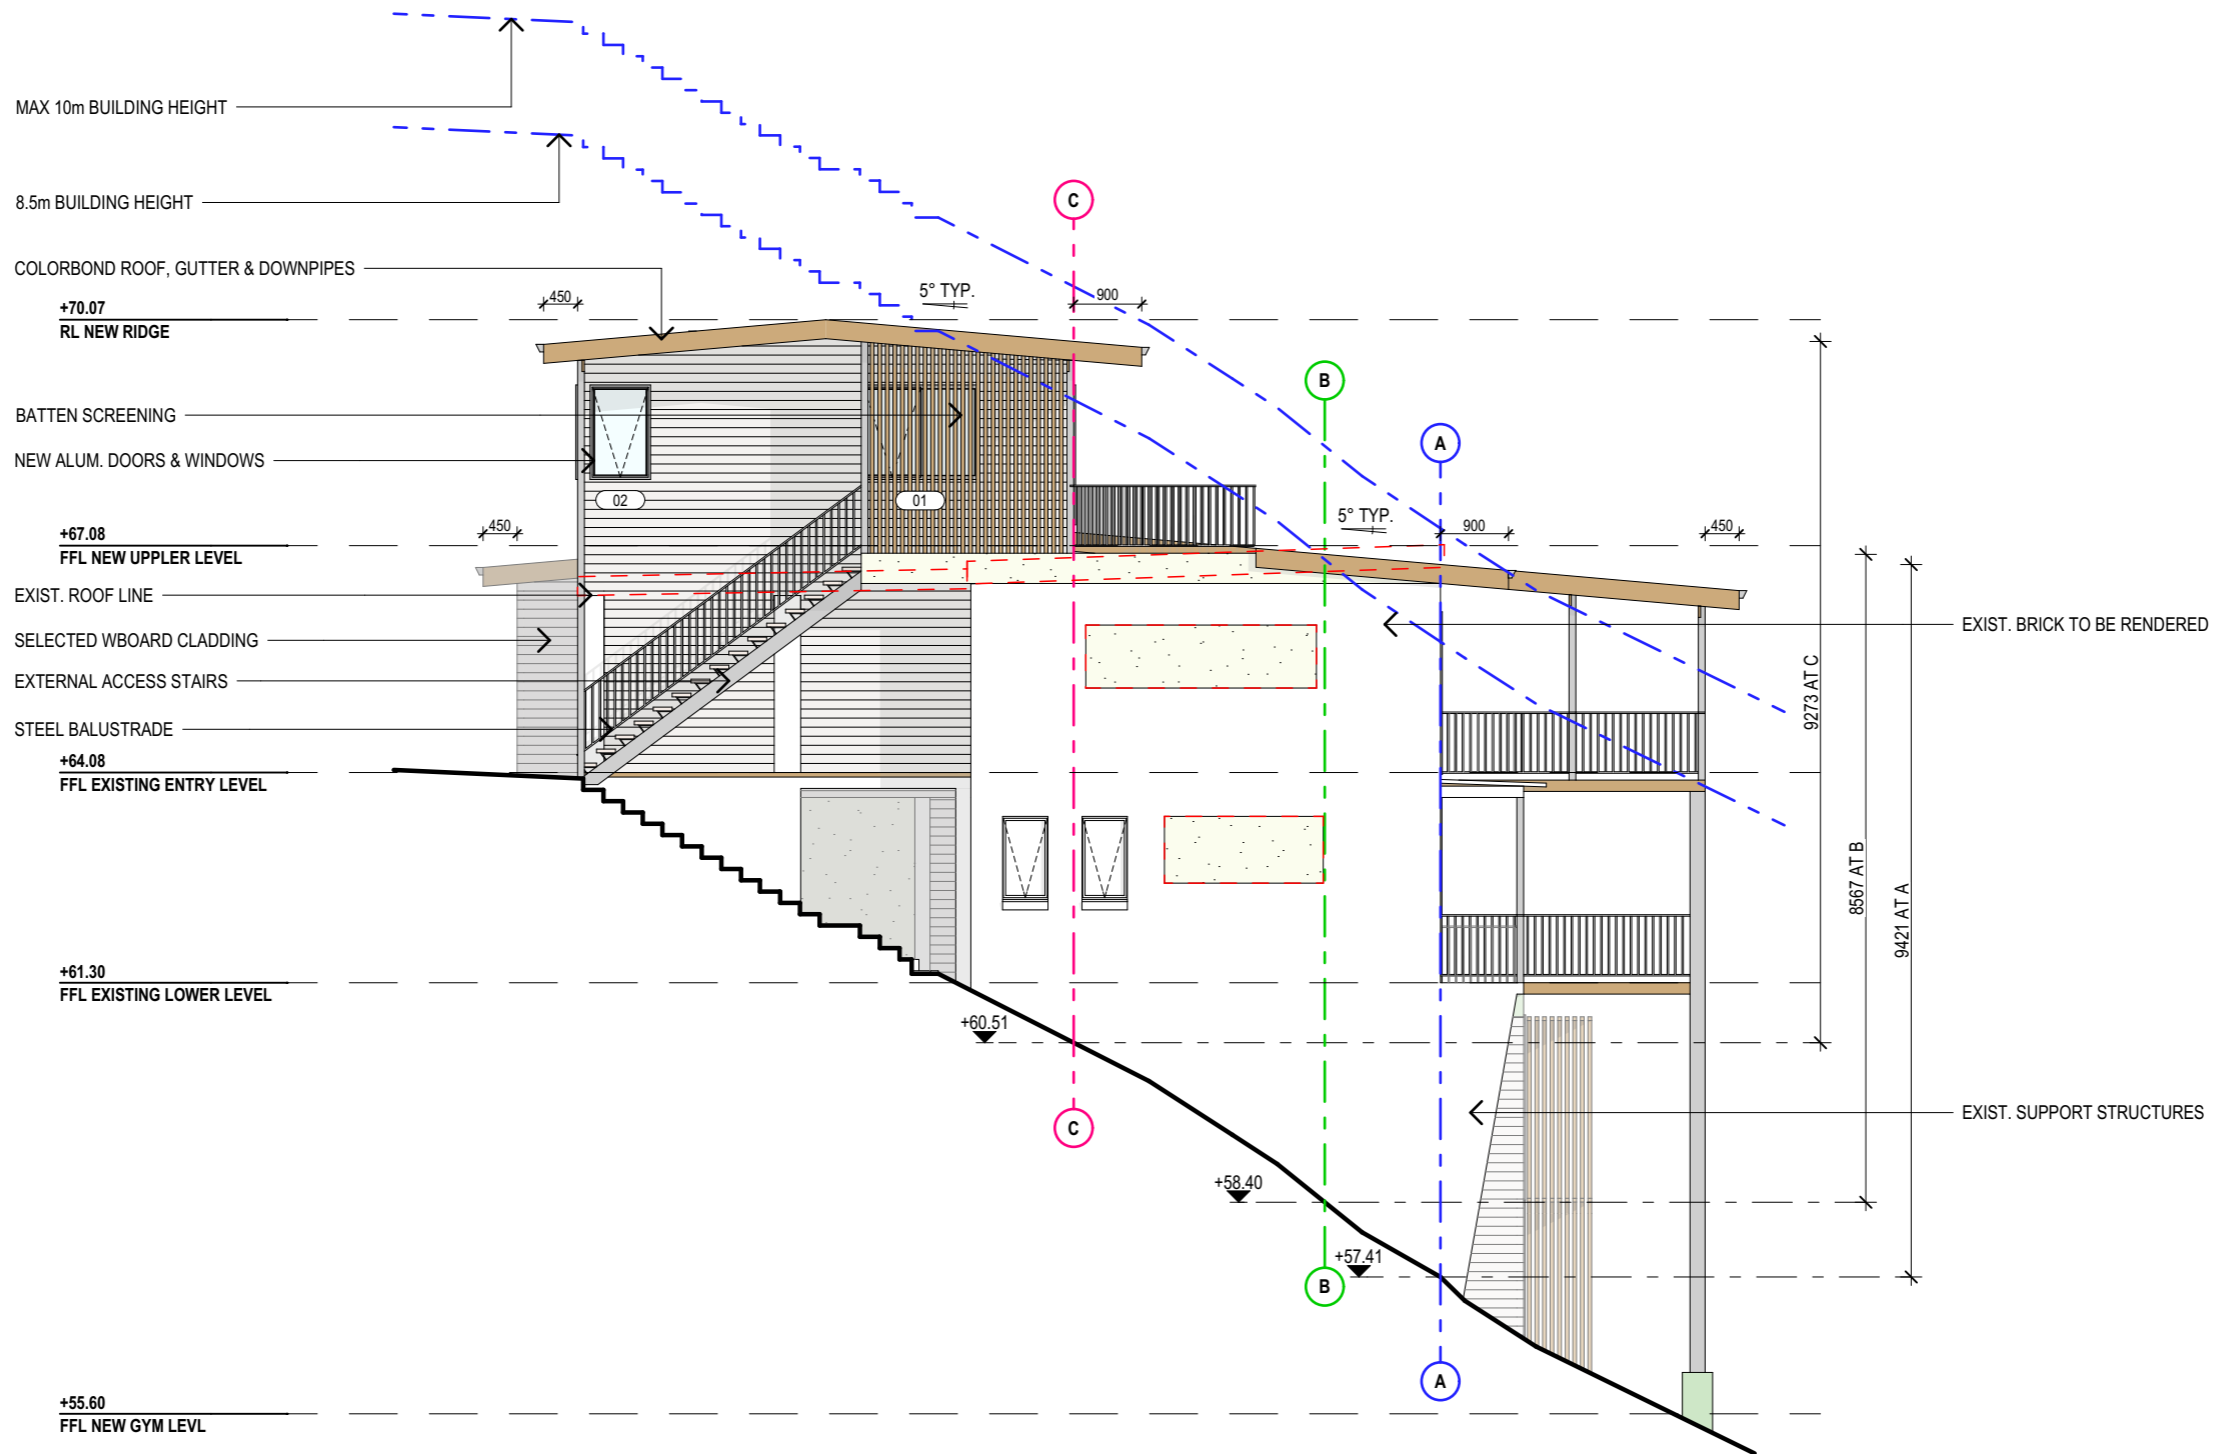 MAX 10m BUILDING HEIGHT
8.5m BUILDING HEIGHT
C
COLORBOND ROOF, GUTTER & DOWNPIPES
450
5° TYP.
900
+70.07
RL NEW RIDGE
B
BATTEN SCREENING
A
NEW ALUM. DOORS & WINDOWS
02
01
450
5° TYP.
900
450
+67.08
FFL NEW UPPLER LEVEL
EXIST. ROOF LINE
SELECTED WBOARD CLADDING
EXIST. BRICK TO BE RENDERED
EXTERNAL ACCESS STAIRS
9273 AT C
STEEL BALUSTRADE
+64.08
FFL EXISTING ENTRY LEVEL
8567 AT B
9421 AT A
+61.30
FFL EXISTING LOWER LEVEL
+60.51
C
EXIST. SUPPORT STRUCTURES
+58.40
+57.41
B
A
+55.60
FFL NEW GYM LEVL